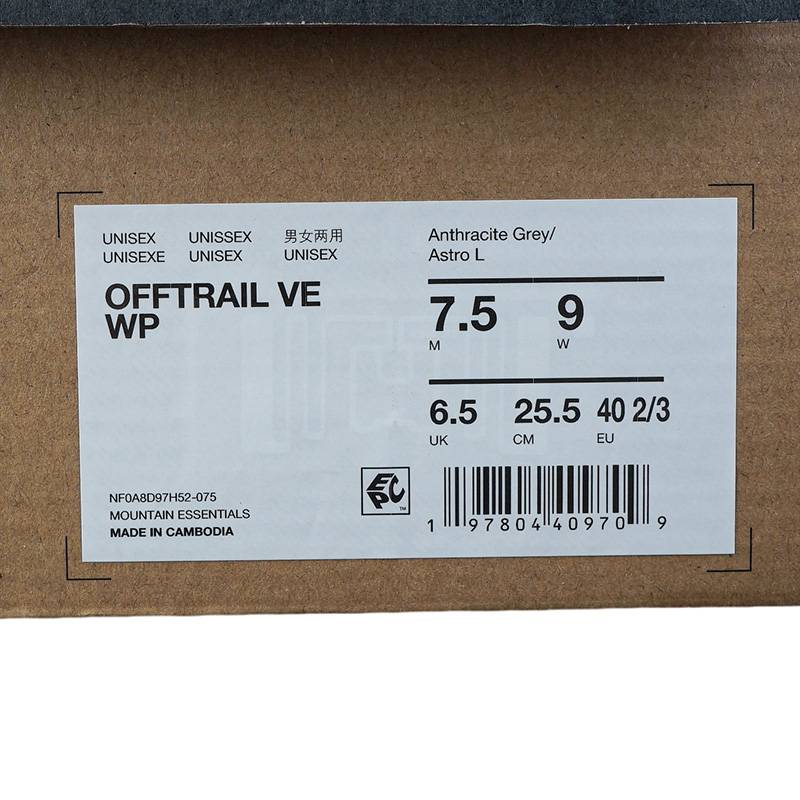 UNISEX UNISSEX 男女两用
UNISEXE UNISEX UNISEX
OFFTRAIL VE
WP
NF0A8D97H52-075
MOUNTAIN ESSENTIALS
MADE IN CAMBODIA
Anthracite Grey/
Astro L
7.5 9
M W
6.5 25.5 40 2/3
UK CM EU
EPC
TM
1 97804 40970 9